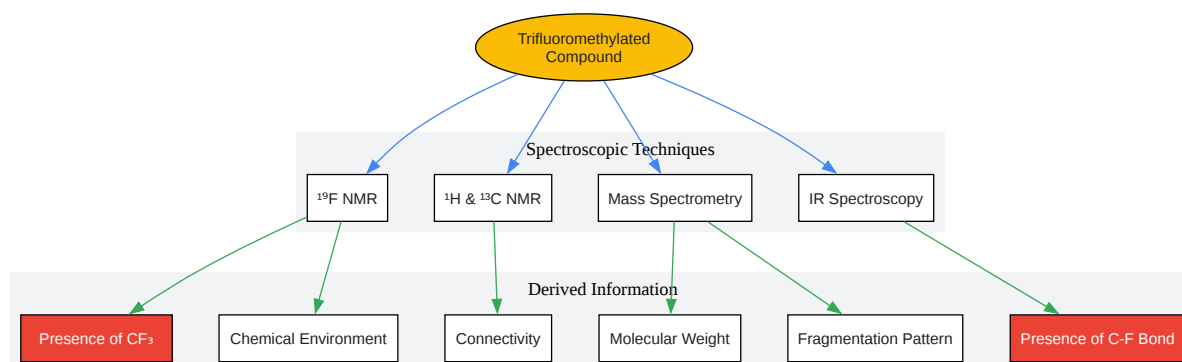 Trifluoromethylated
Compound
Spectroscopic Techniques
¹⁹F NMR
¹H & ¹³C NMR
Mass Spectrometry
IR Spectroscopy
Derived Information
Presence of CF₃
Chemical Environment
Connectivity
Molecular Weight
Fragmentation Pattern
Presence of C-F Bond